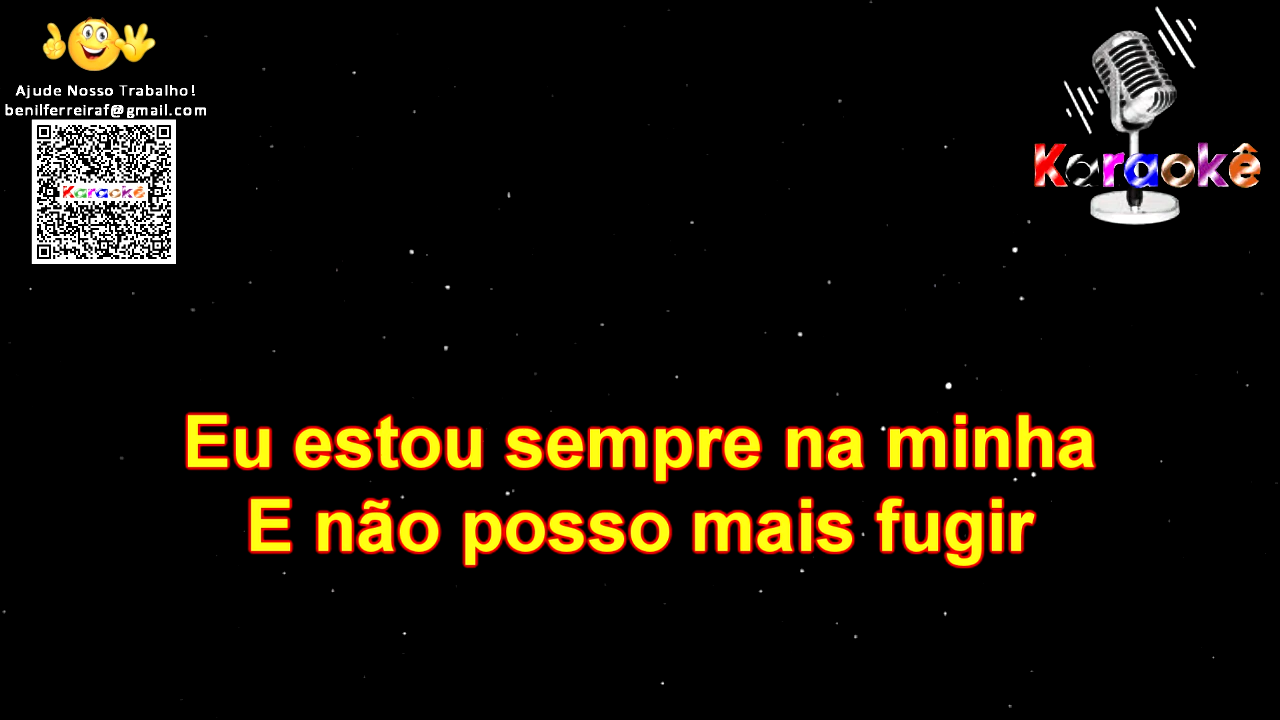 Ajude Nosso Trabalho!
benilferreiraf@gmail.com
Karaokê
Karaokê
Eu estou sempre na minha
E não posso mais fugir